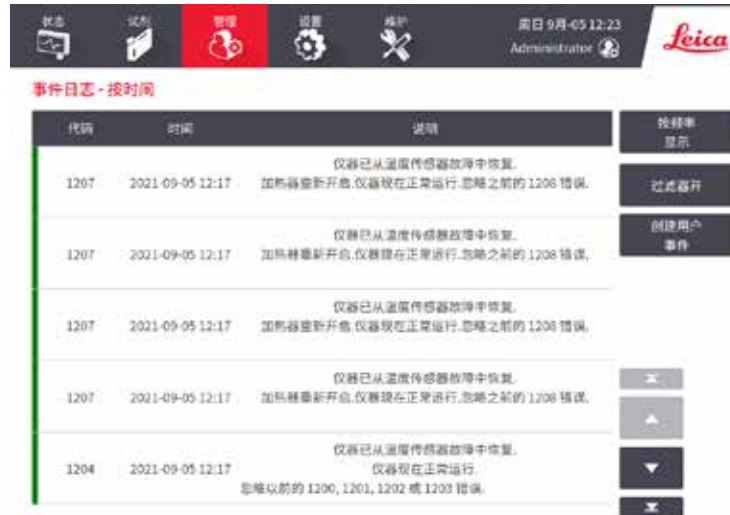 状态
试剂
管理
设置
维护
周日 9月-05 12:23
Administrator
Leica
事件日志 - 按时间
代码
时间
说明
按频率
显示
过滤器开
创建用户
事件
1207
2021-09-05 12:17
仪器已从温度传感器故障中恢复.
加热器重新开启.仪器现在正常运行.忽略之前的 1208 错误.
1207
2021-09-05 12:17
仪器已从温度传感器故障中恢复.
加热器重新开启.仪器现在正常运行.忽略之前的 1208 错误.
1207
2021-09-05 12:17
仪器已从温度传感器故障中恢复.
加热器重新开启.仪器现在正常运行.忽略之前的 1208 错误.
1207
2021-09-05 12:17
仪器已从温度传感器故障中恢复.
加热器重新开启.仪器现在正常运行.忽略之前的 1208 错误.
1204
2021-09-05 12:17
仪器已从温度传感器故障中恢复.
仪器现在正常运行.
忽略以前的 1200, 1201, 1202 或 1203 错误.